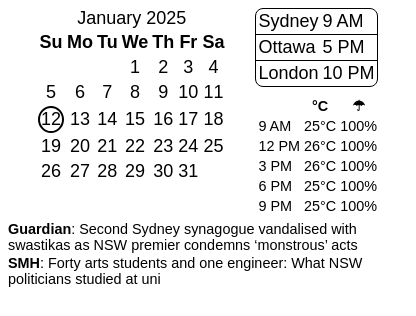 January 2025
Su Mo Tu We Th Fr Sa
1 2 3 4
5 6 7 8 9 10 11
12 13 14 15 16 17 18
19 20 21 22 23 24 25
26 27 28 29 30 31
Sydney 9 AM
Ottawa 5 PM
London 10 PM
°C ☂
9 AM 25°C 100%
12 PM 26°C 100%
3 PM 26°C 100%
6 PM 25°C 100%
9 PM 25°C 100%
Guardian: Second Sydney synagogue vandalised with
swastikas as NSW premier condemns ‘monstrous’ acts
SMH: Forty arts students and one engineer: What NSW
politicians studied at uni